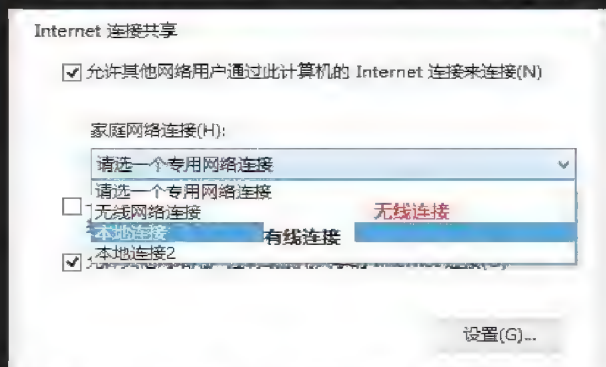 Internet 连接共享
允许其他网络用户通过此计算机的 Internet 连接来连接(N)
家庭网络连接(H):
请选一个专用网络连接
请选一个专用网络连接
无线网络连接 无线连接
本地连接 有线连接
本地连接2
设置(G)...